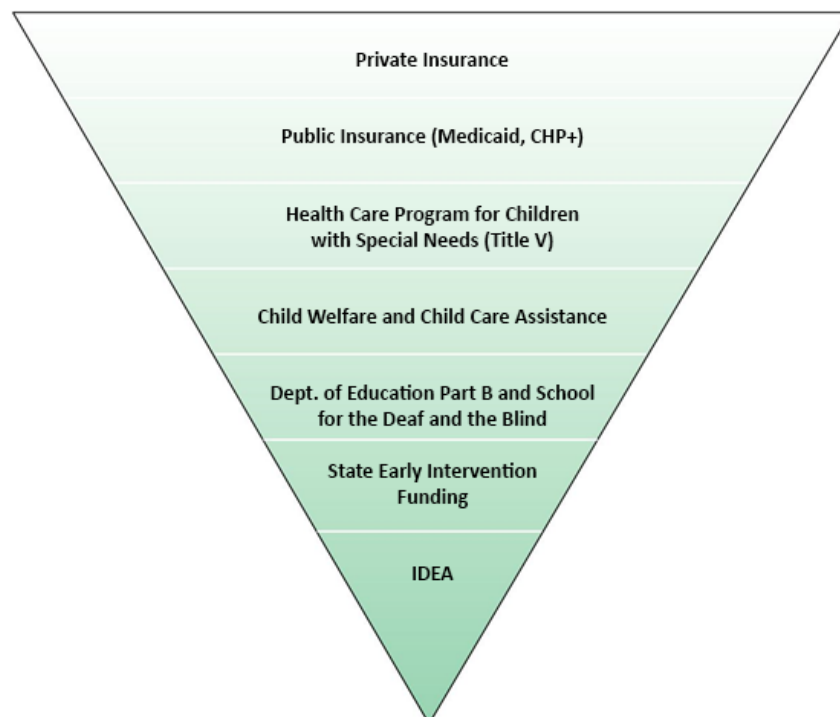 Private Insurance
Public Insurance (Medicaid, CHP+)
Health Care Program for Children
with Special Needs (Title V)
Child Welfare and Child Care Assistance
Dept. of Education Part B and School
for the Deaf and the Blind
State Early Intervention
Funding
IDEA